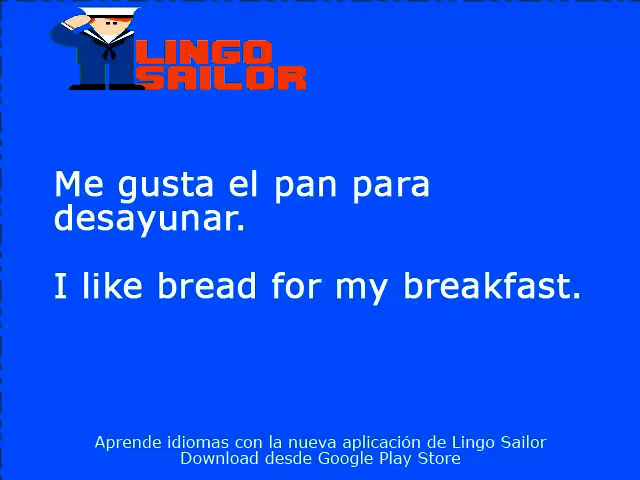 LINGO
SAILOR
Me gusta el pan para
desayunar.
I like bread for my breakfast.
Aprende idiomas con la nueva aplicación de Lingo Sailor
Download desde Google Play Store